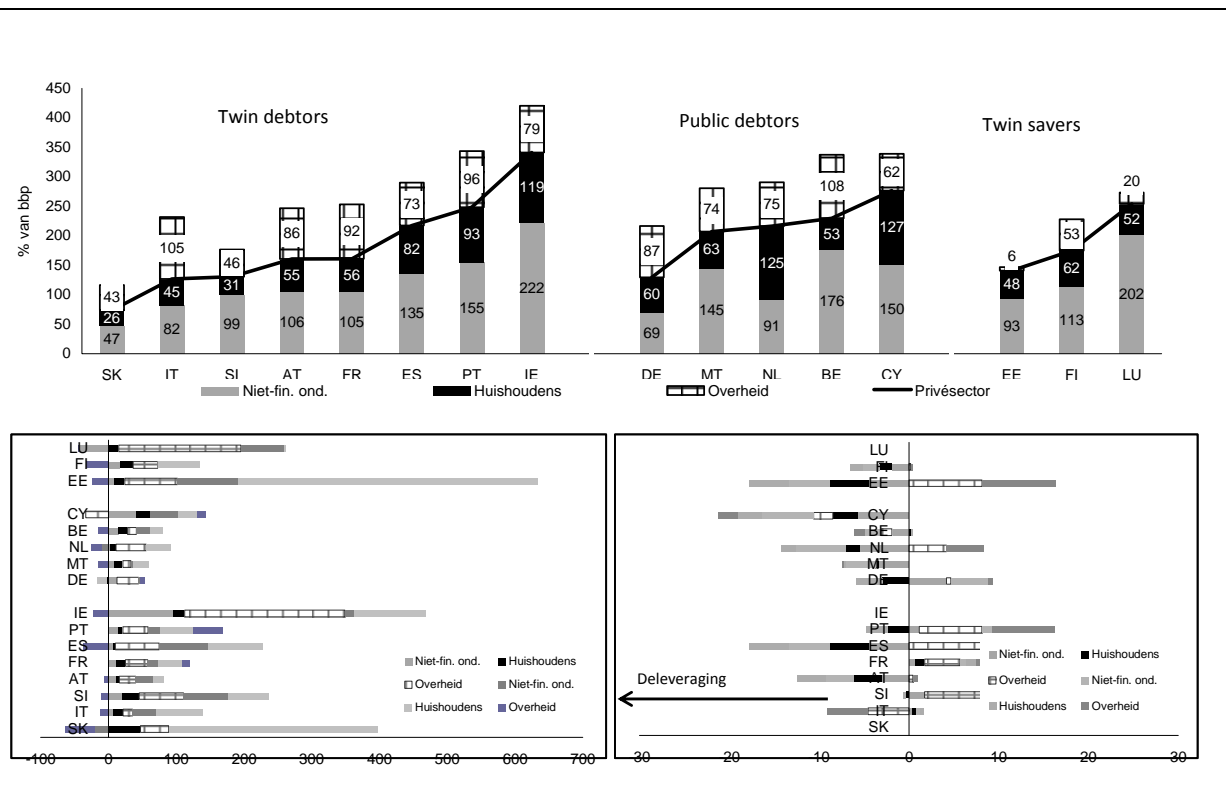 450
400
350
300
250
200
150
100
50
0
% van bbp
Twin debtors
Public debtors
Twin savers
43 105 46 86 92 73 96 79 87 74 75 108 62 6 53 20
26 45 31 55 56 82 93 119 60 63 125 53 127 48 62 52
47 82 99 106 105 135 155 222 69 145 91 176 150 93 113 202
SK IT SI AT FR ES PT IE DE MT NL BE CY EE FI LU
Niet-fin. ond. Huishoudens Overheid Privésector
LU
FI
EE
CY
BE
NL
MT
DE
IE
PT
ES
FR
AT
SI
IT
SK
Niet-fin. ond. Huishoudens
Overheid Niet-fin. ond.
Huishoudens Overheid
-100 0 100 200 300 400 500 600 700
LU
FI
EE
CY
BE
NL
MT
DE
IE
PT
ES
FR
AT
SI
IT
SK
Deleveraging
Niet-fin. ond. Huishoudens
Overheid Niet-fin. ond.
Huishoudens Overheid
30 20 10 0 10 20 30